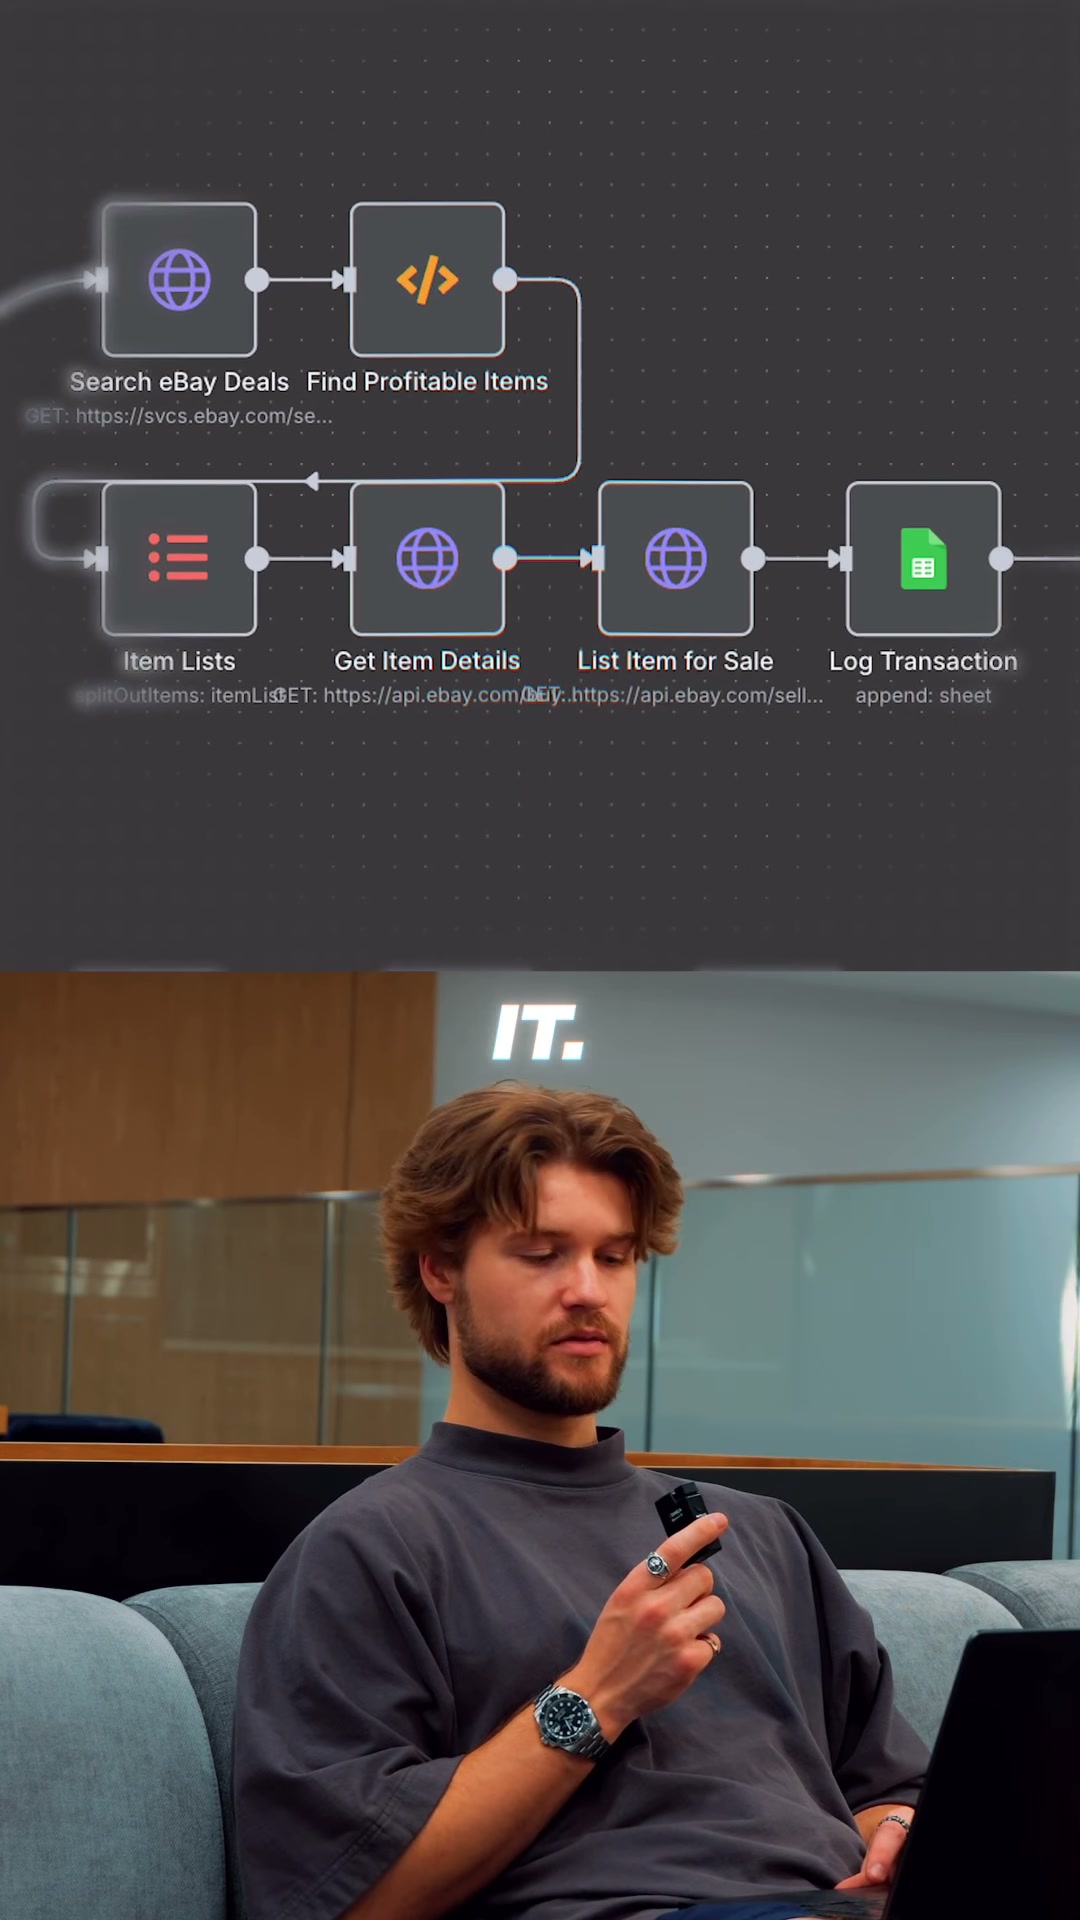 Search eBay Deals
Find Profitable Items
GET: https://svcs.ebay.com/se...
Item Lists
Get Item Details
List Item for Sale
Log Transaction
splitOutItems: itemList
GET: https://api.ebay.com/buy...
GET: https://api.ebay.com/sell...
append: sheet
IT.